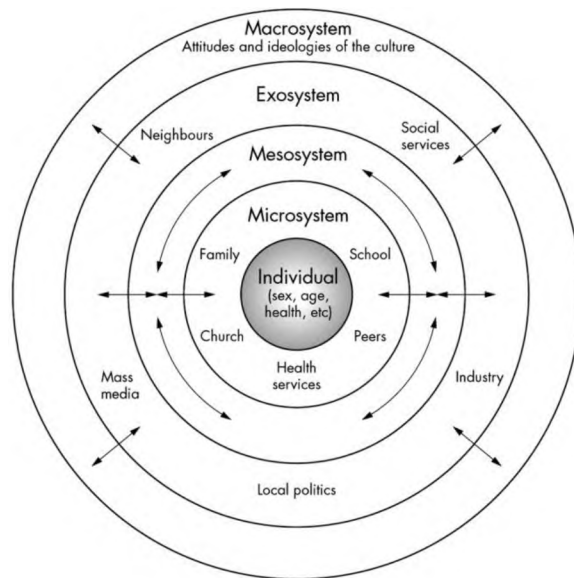 Macrosystem
Attitudes and ideologies of the culture
Exosystem
Neighbours
Social
services
Mesosystem
Microsystem
Family
School
Individual
(sex, age,
health, etc)
Church
Peers
Health
services
Mass
media
Industry
Local politics